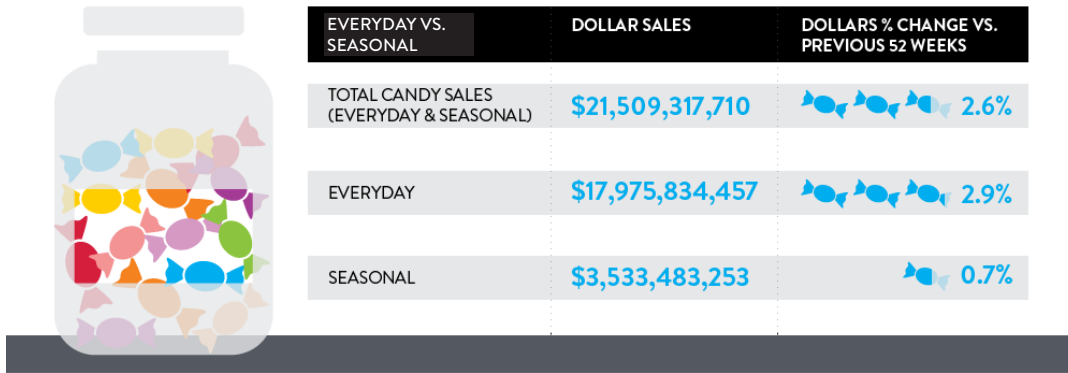 EVERYDAY VS.
SEASONAL
DOLLAR SALES
DOLLARS % CHANGE VS.
PREVIOUS 52 WEEKS
TOTAL CANDY SALES
(EVERYDAY & SEASONAL)
$21,509,317,710
2.6%
EVERYDAY
$17,975,834,457
2.9%
SEASONAL
$3,533,483,253
0.7%